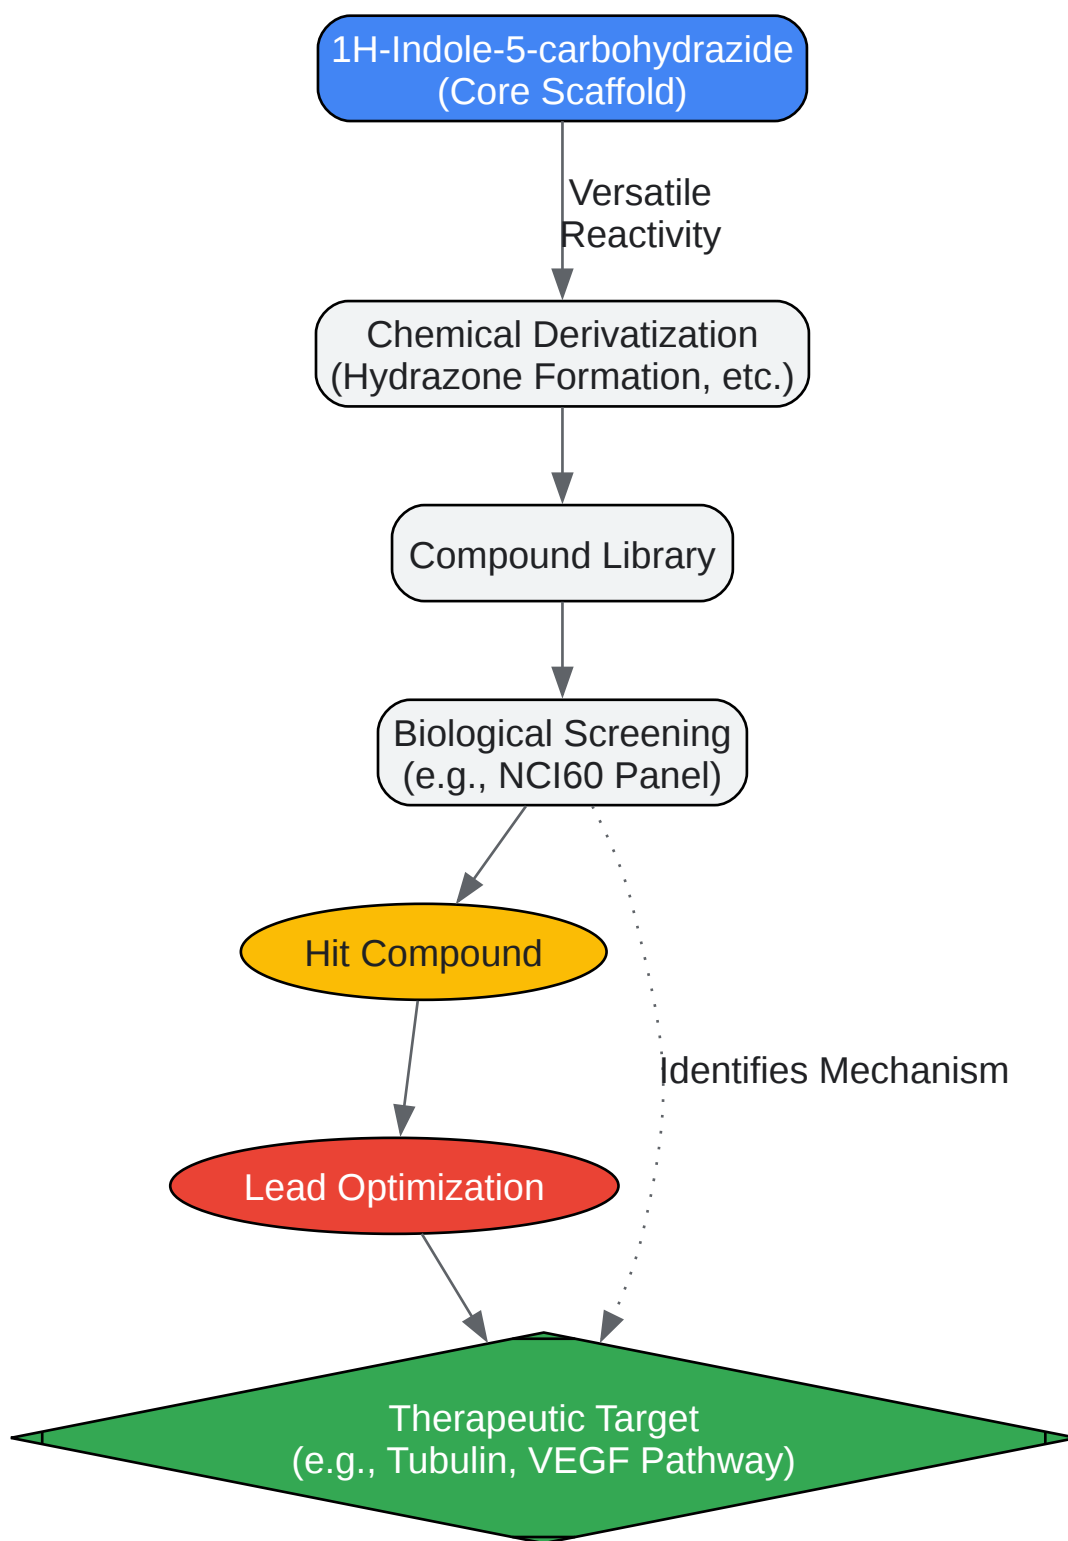 1H-Indole-5-carbohydrazide
(Core Scaffold)
Versatile
Reactivity
Chemical Derivatization
(Hydrazone Formation, etc.)
Compound Library
Biological Screening
(e.g., NCI60 Panel)
Hit Compound
Identifies Mechanism
Lead Optimization
Therapeutic Target
(e.g., Tubulin, VEGF Pathway)